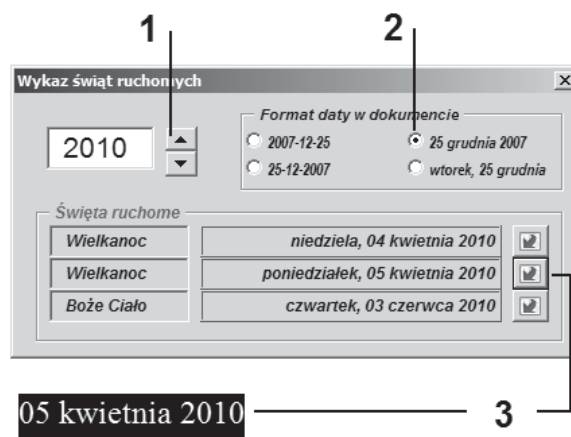 1 2
Wykaz świąt ruchomych
Format daty w dokumencie
2010
2007-12-25 25 grudnia 2007
25-12-2007 wtorek, 25 grudnia
Święta ruchome
Wielkanoc niedziela, 04 kwietnia 2010
Wielkanoc poniedziałek, 05 kwietnia 2010
Boże Ciało czwartek, 03 czerwca 2010
05 kwietnia 2010 3